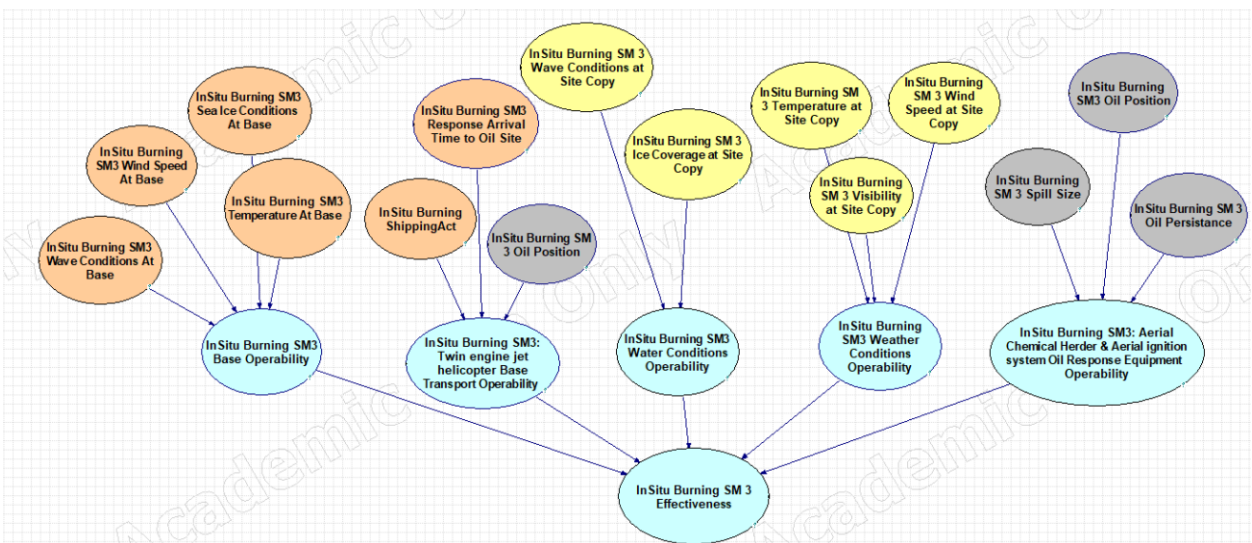 InSitu Burning SM 3
Wave Conditions at
Site Copy
InSitu Burning SM3
Sea Ice Conditions
At Base
InSitu Burning SM3
Response Arrival
Time to Oil Site
InSitu Burning SM
3 Temperature at
Site Copy
InSitu Burning
SM 3 Wind
Speed at Site
Copy
InSitu Burning
SM3 Oil Position
InSitu Burning
SM3 Wind Speed
At Base
InSitu Burning SM 3
Ice Coverage at Site
Copy
InSitu Burning
SM 3 Visibility
at Site Copy
InSitu Burning
SM 3 Spill Size
InSitu Burning SM3
Temperature At Base
InSitu Burning
ShippingAct
InSitu Burning SM
3 Oil Position
InSitu Burning SM 3
Oil Persistance
InSitu Burning SM3
Wave Conditions At
Base
InSitu Burning SM3
Base Operability
InSitu Burning SM3:
Twin engine jet
helicopter Base
Transport Operability
InSitu Burning SM3
Water Conditions
Operability
InSitu Burning
SM3 Weather
Conditions
Operability
InSitu Burning SM3: Aerial
Chemical Herder & Aerial ignition
system Oil Response Equipment
Operability
InSitu Burning SM 3
Effectiveness
Academic
Only